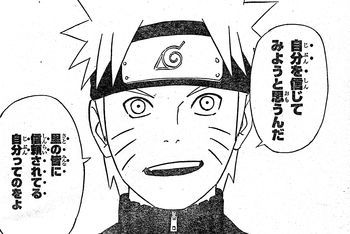 自分を信じて
みようと思うんだ
里の皆に
信頼されてる
自分ってのをよ